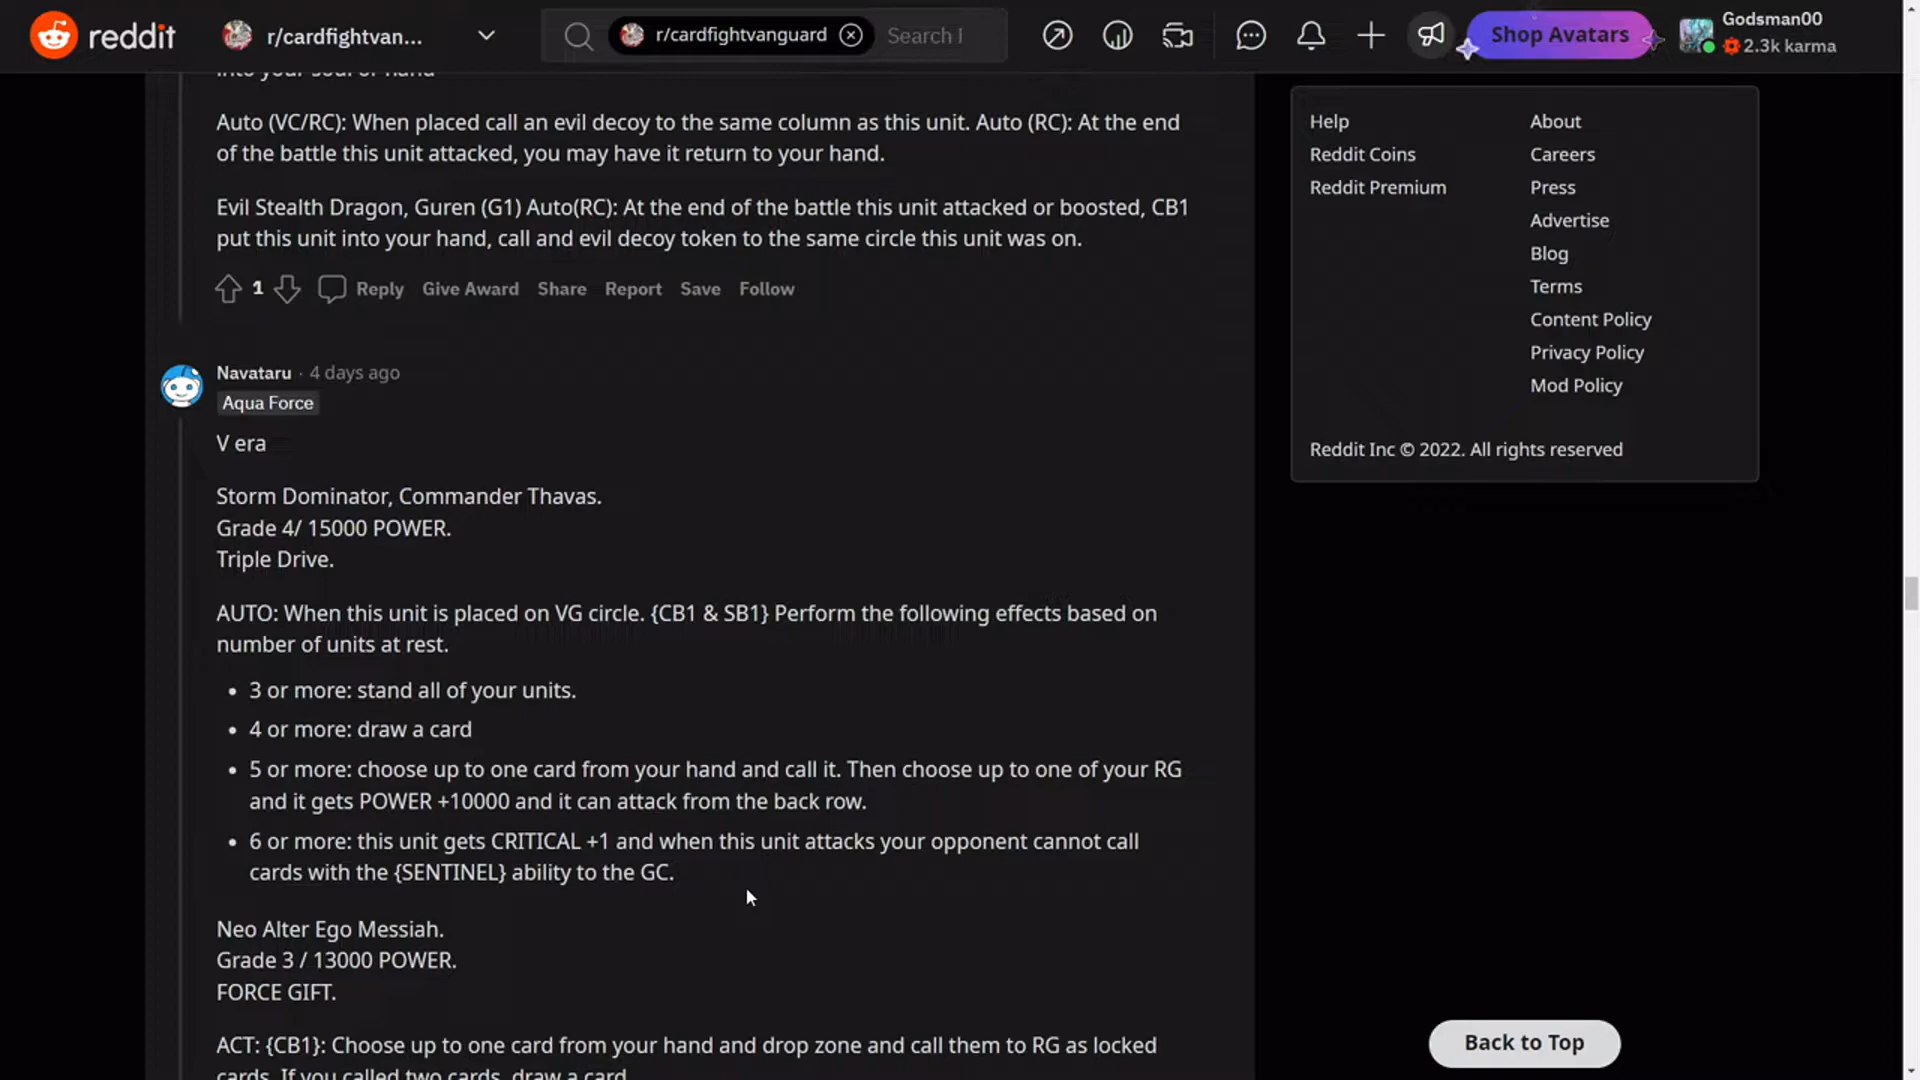 reddit
r/cardfightvan...
r/cardfightvanguard
Search
Shop Avatars
Godsman00
2.3k karma
into your soul or hand
Auto (VC/RC): When placed call an evil decoy to the same column as this unit. Auto (RC): At the end
of the battle this unit attacked, you may have it return to your hand.
Evil Stealth Dragon, Guren (G1) Auto(RC): At the end of the battle this unit attacked or boosted, CB1
put this unit into your hand, call and evil decoy token to the same circle this unit was on.
1
Reply
Give Award
Share
Report
Save
Follow
Navataru · 4 days ago
Aqua Force
V era
Storm Dominator, Commander Thavas.
Grade 4/ 15000 POWER.
Triple Drive.
AUTO: When this unit is placed on VG circle. {CB1 & SB1} Perform the following effects based on
number of units at rest.
• 3 or more: stand all of your units.
• 4 or more: draw a card
• 5 or more: choose up to one card from your hand and call it. Then choose up to one of your RG
and it gets POWER +10000 and it can attack from the back row.
• 6 or more: this unit gets CRITICAL +1 and when this unit attacks your opponent cannot call
cards with the {SENTINEL} ability to the GC.
Neo Alter Ego Messiah.
Grade 3 / 13000 POWER.
FORCE GIFT.
ACT: {CB1}: Choose up to one card from your hand and drop zone and call them to RG as locked
cards. If you called two cards, draw a card
Help
Reddit Coins
Reddit Premium
About
Careers
Press
Advertise
Blog
Terms
Content Policy
Privacy Policy
Mod Policy
Reddit Inc © 2022. All rights reserved
Back to Top